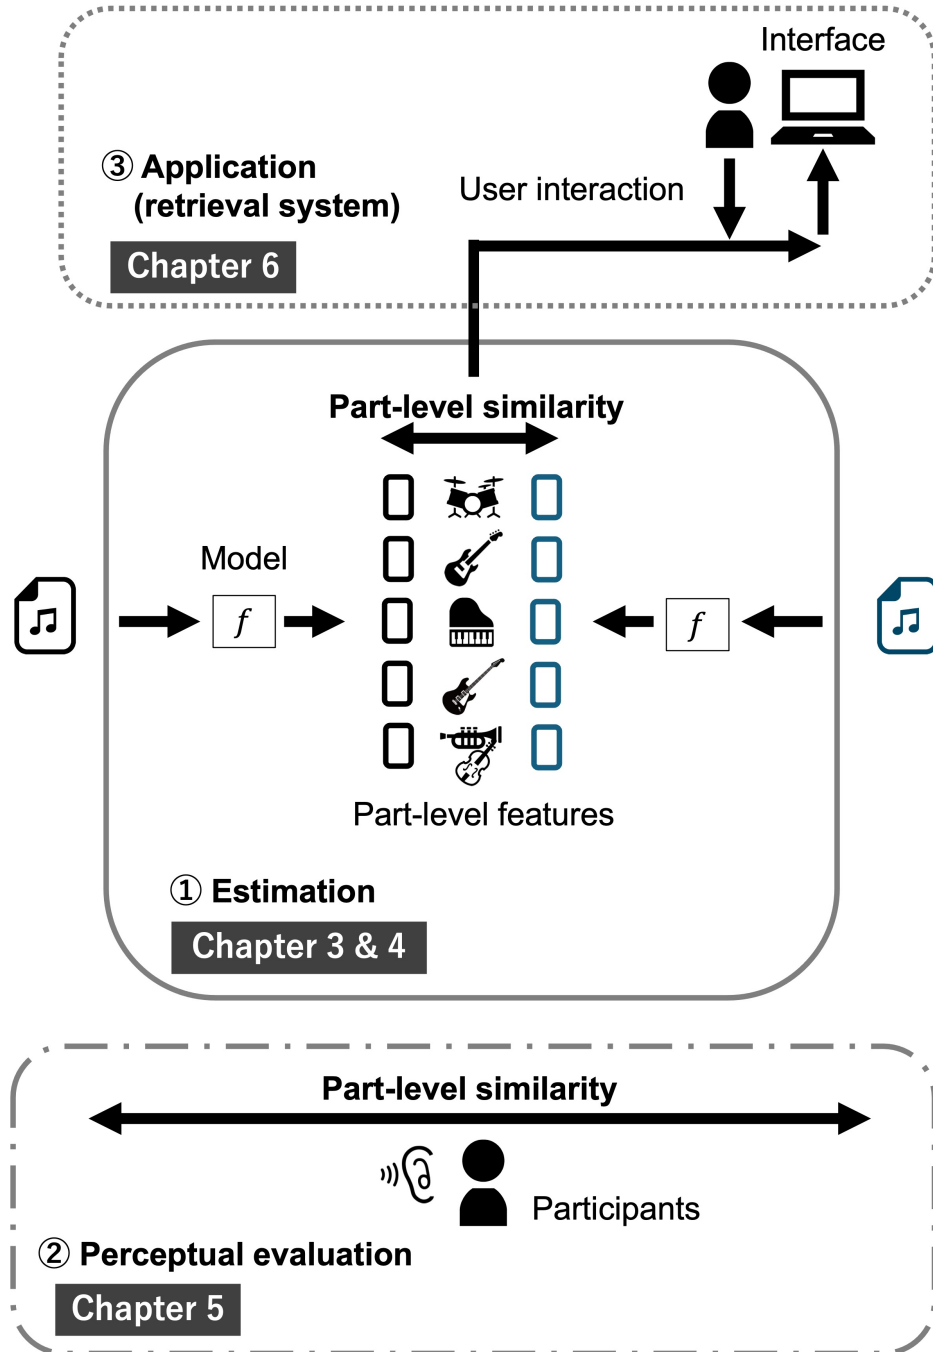 Interface
③ Application
(retrieval system)
User interaction
Chapter 6
Part-level similarity
Model
f
f
Part-level features
① Estimation
Chapter 3 & 4
Part-level similarity
Participants
② Perceptual evaluation
Chapter 5